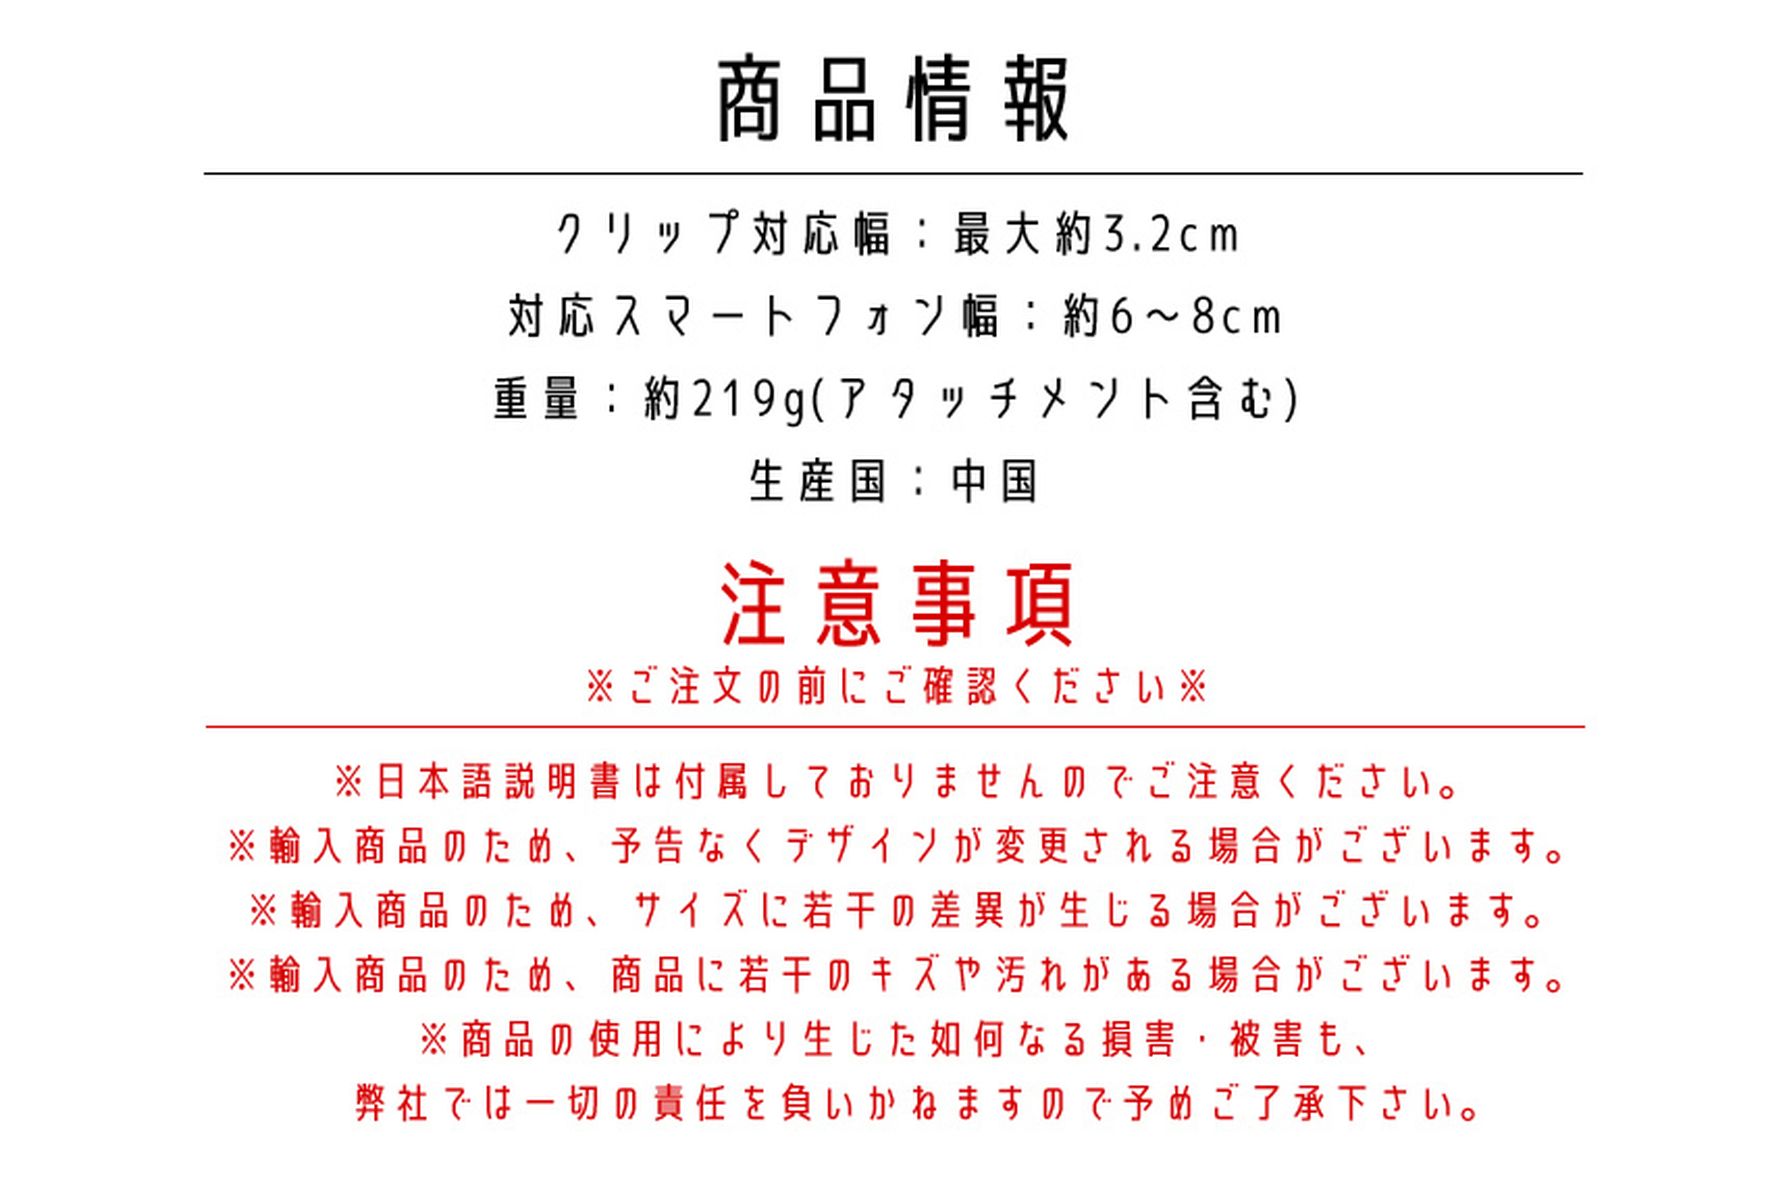 商品情報
クリップ対応幅：最大約3.2cm
対応スマートフォン幅：約6〜8cm
重量：約219g(アタッチメント含む)
生産国：中国
注意事項
※ご注文の前にご確認ください※
※日本語説明書は付属しておりませんのでご注意ください。
※輸入商品のため、予告なくデザインが変更される場合がございます。
※輸入商品のため、サイズに若干の差異が生じる場合がございます。
※輸入商品のため、商品に若干のキズや汚れがある場合がございます。
※商品の使用により生じた如何なる損害・被害も、
弊社では一切の責任を負いかねますので予めご了承下さい。